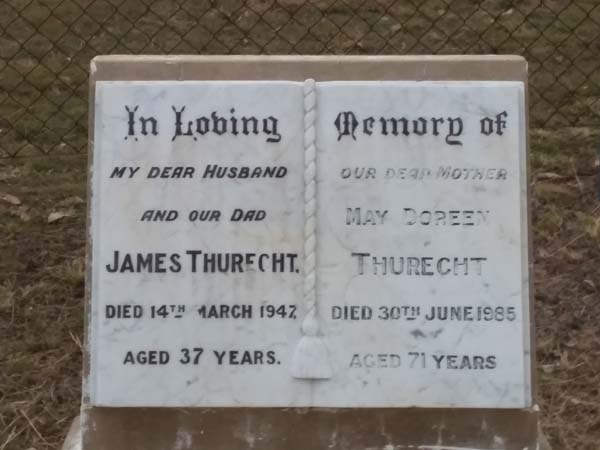 In Loving
MY DEAR HUSBAND
AND OUR DAD
JAMES THURECHT.
DIED 14TH MARCH 1947,
AGED 37 YEARS.
Memory of
OUR DEAR MOTHER
MAY DOREEN
THURECHT
DIED 30TH JUNE 1985
AGED 71 YEARS